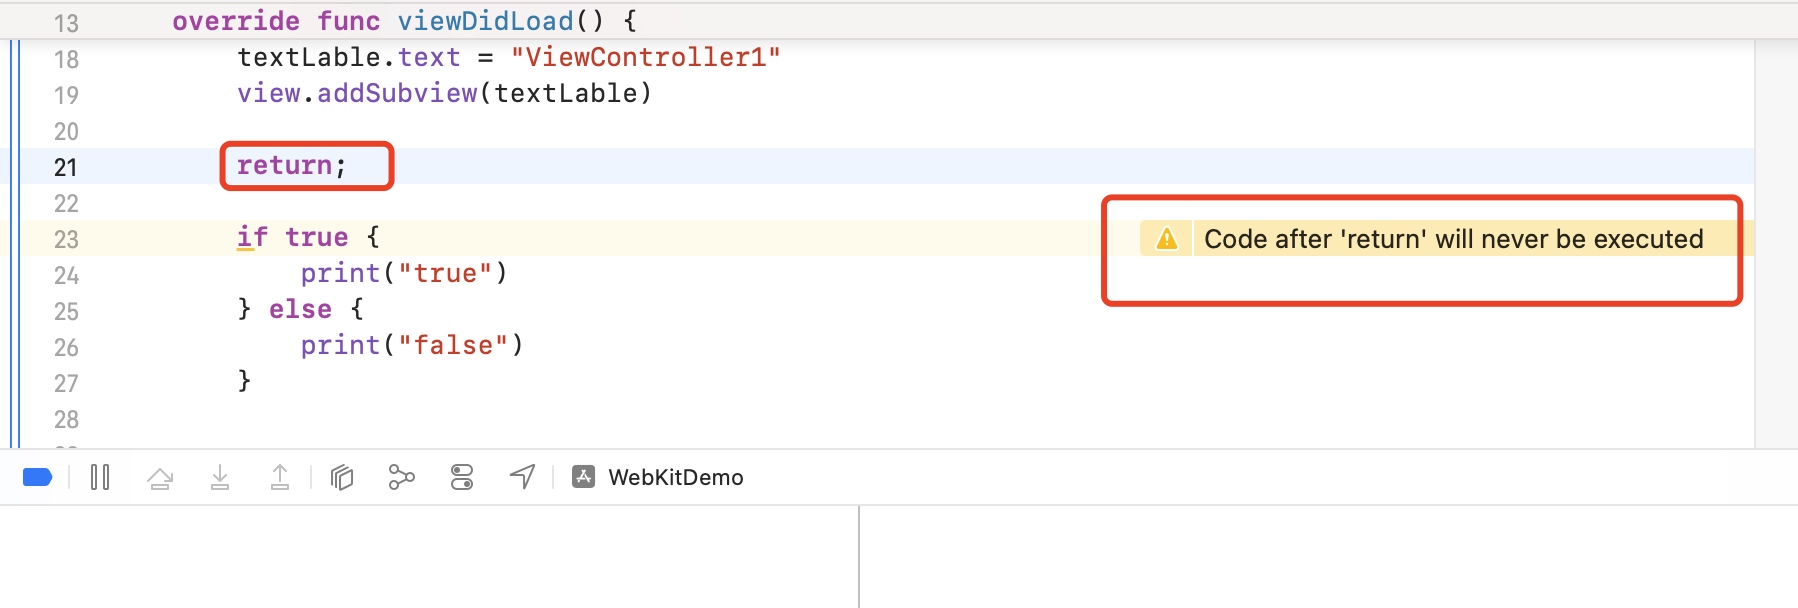 13 override func viewDidLoad() {
18 textLable.text = "ViewController1"
19 view.addSubview(textLable)
20
21 return;
22
23 if true { Code after 'return' will never be executed
24 print("true")
25 } else {
26 print("false")
27 }
28
WebKitDemo